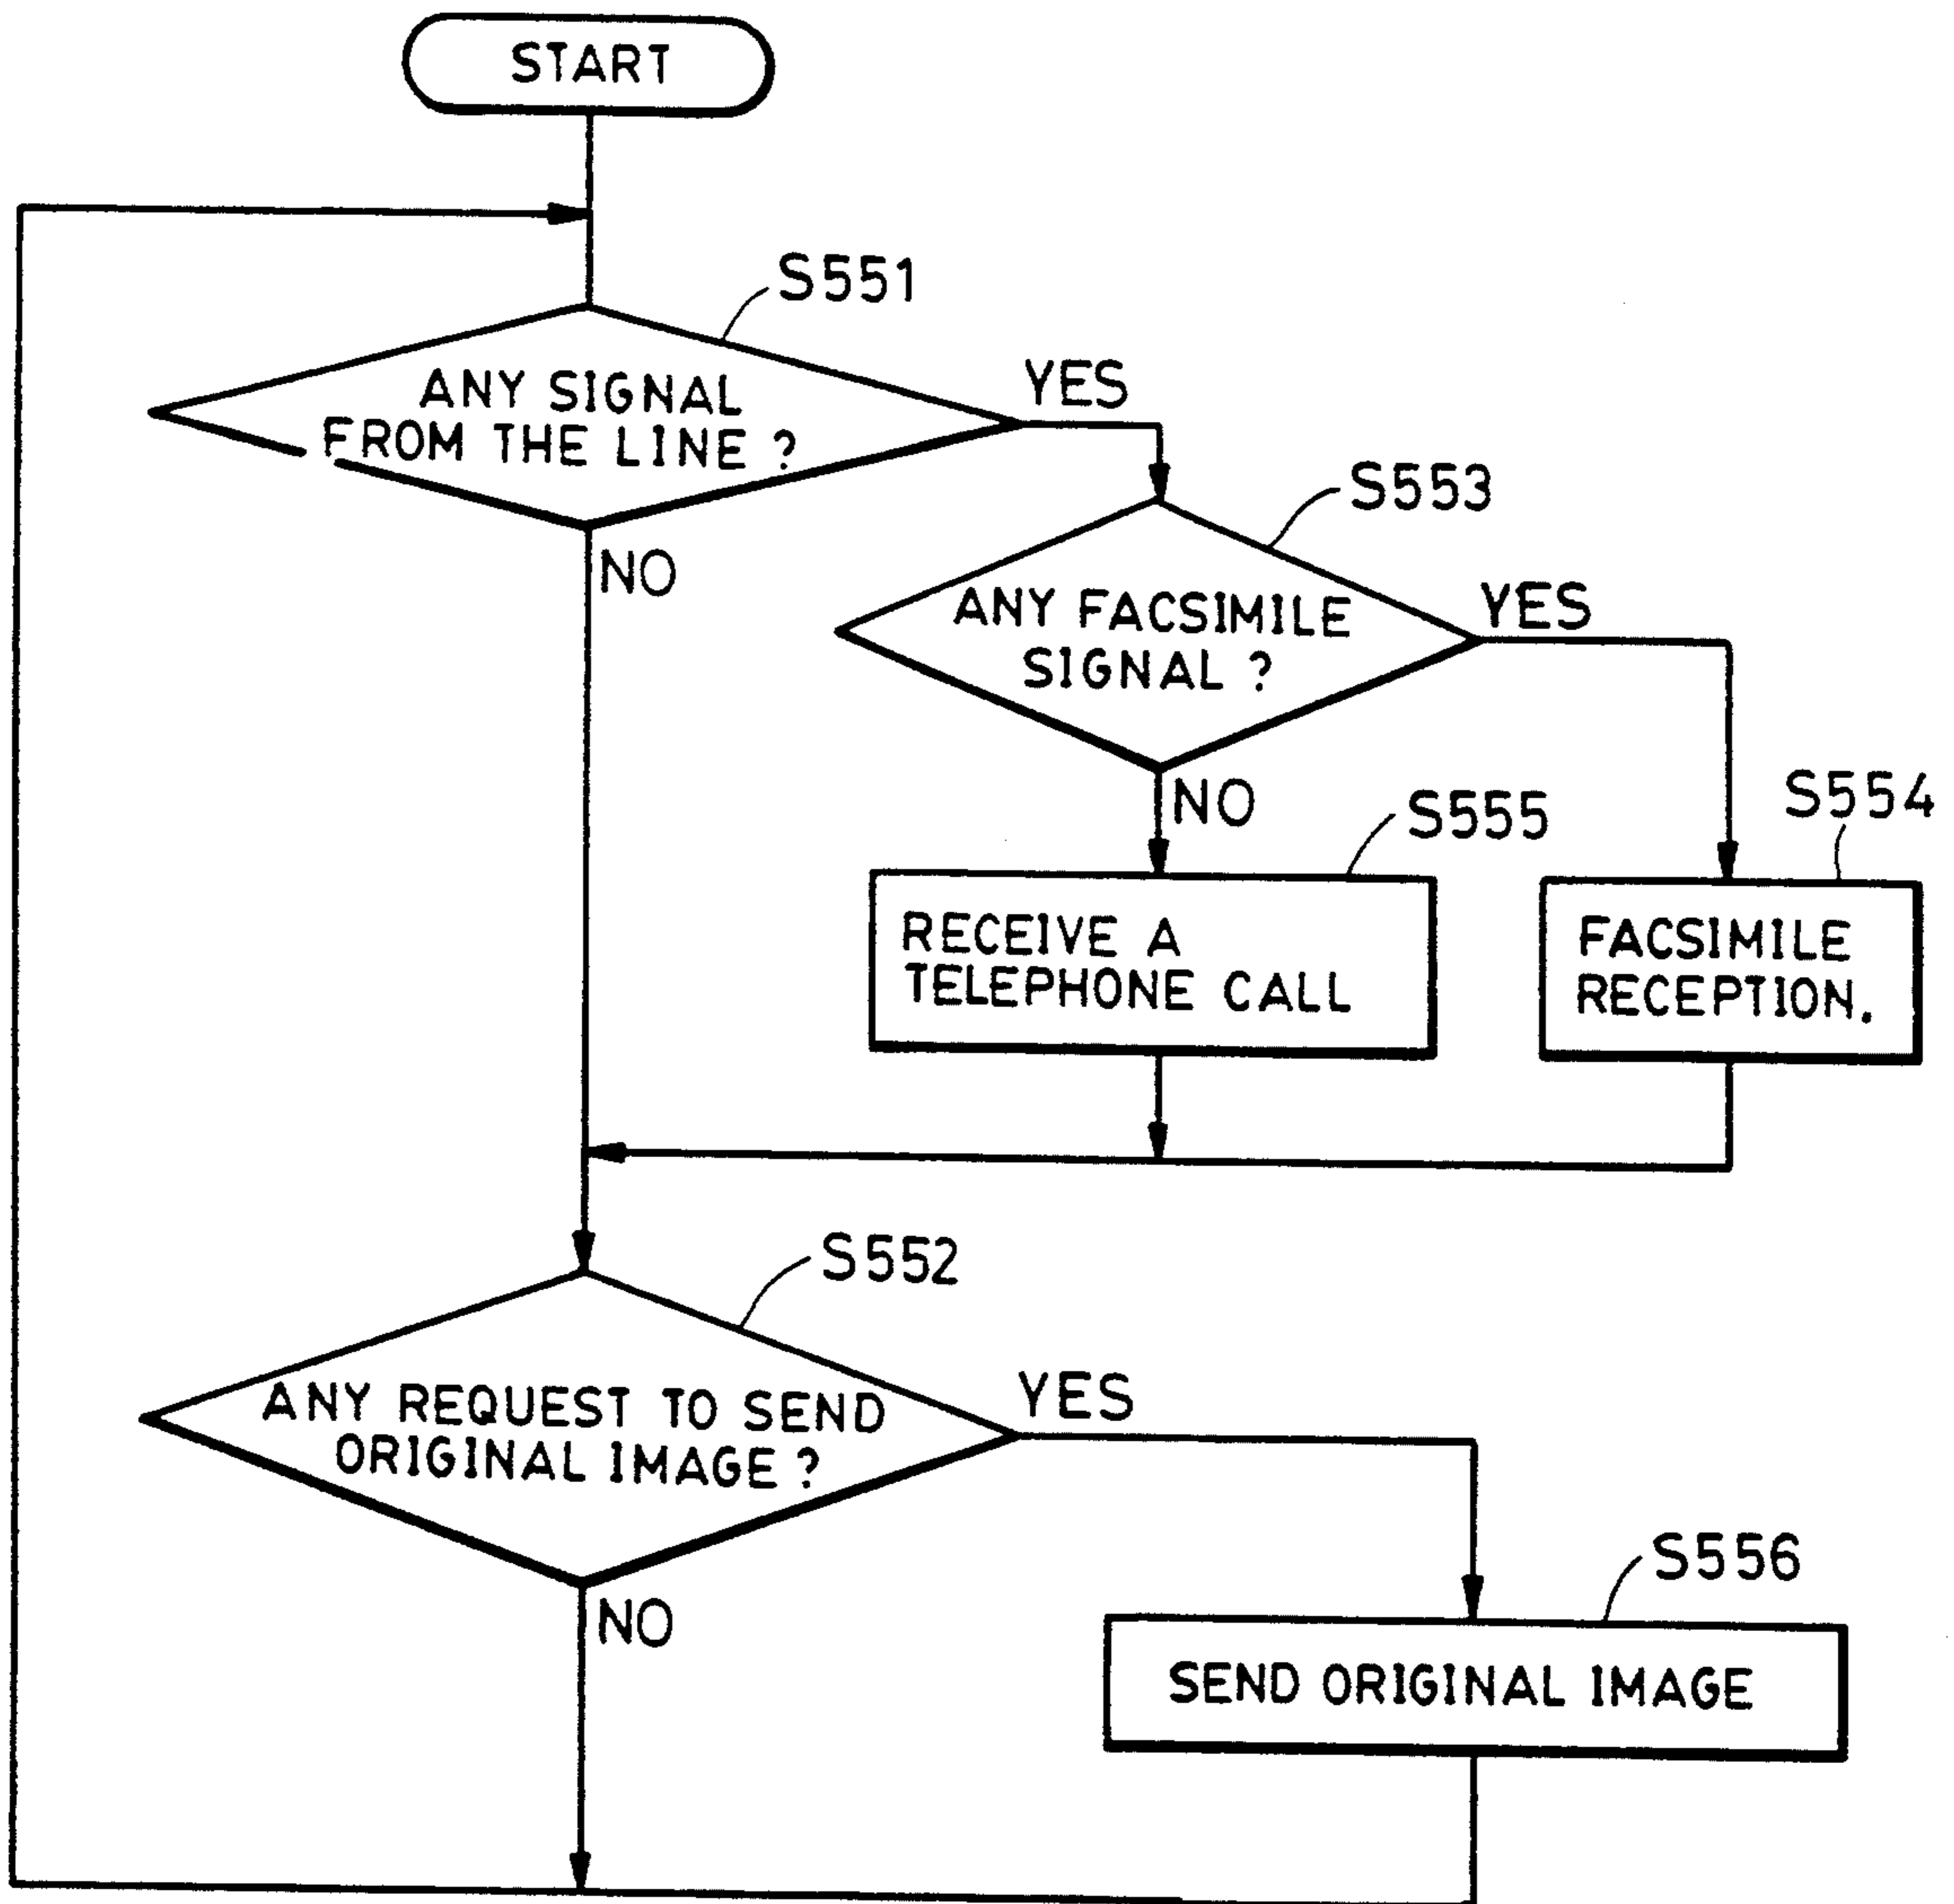 START
S551
ANY SIGNAL
FROM THE LINE ?
YES
NO
S553
ANY FACSIMILE
SIGNAL ?
YES
NO
S555
RECEIVE A
TELEPHONE CALL
S554
FACSIMILE
RECEPTION.
S552
ANY REQUEST TO SEND
ORIGINAL IMAGE ?
YES
NO
S556
SEND ORIGINAL IMAGE